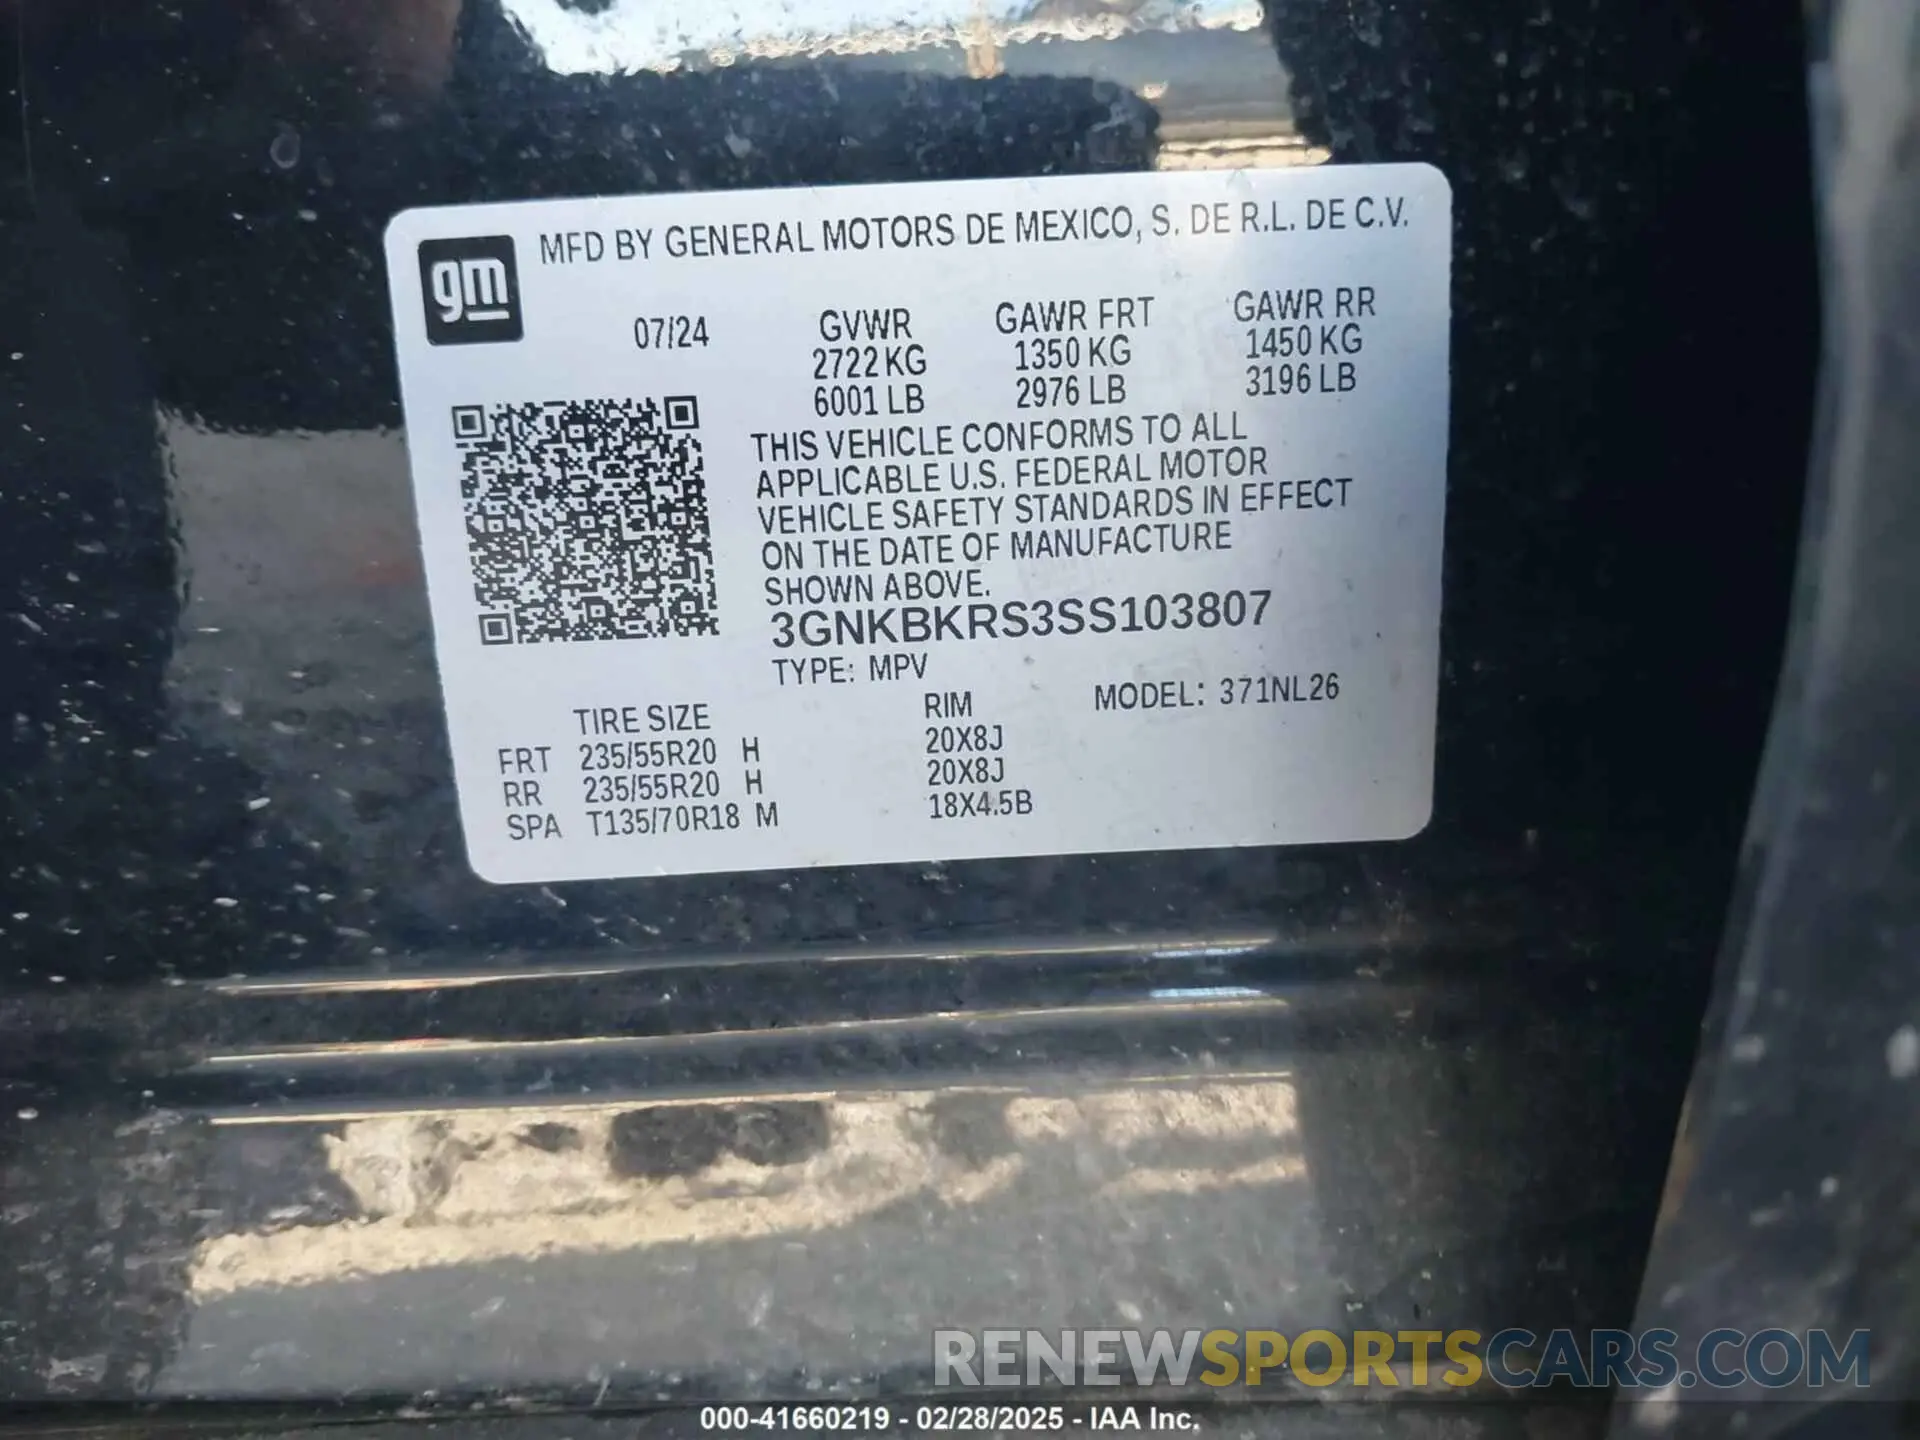 gm
MFD BY GENERAL MOTORS DE MEXICO, S. DE R.L. DE C.V.
07/24 GVWR GAWR FRT GAWR RR
2722 KG 1350 KG 1450 KG
6001 LB 2976 LB 3196 LB
THIS VEHICLE CONFORMS TO ALL
APPLICABLE U.S. FEDERAL MOTOR
VEHICLE SAFETY STANDARDS IN EFFECT
ON THE DATE OF MANUFACTURE
SHOWN ABOVE.
3GNKBKRS3SS103807
TYPE: MPV
MODEL: 371NL26
TIRE SIZE RIM
FRT 235/55R20 H 20X8J
RR 235/55R20 H 20X8J
SPA T135/70R18 M 18X4.5B
RENEWSPORTSCARS.COM
000-41660219 - 02/28/2025 - IAA Inc.